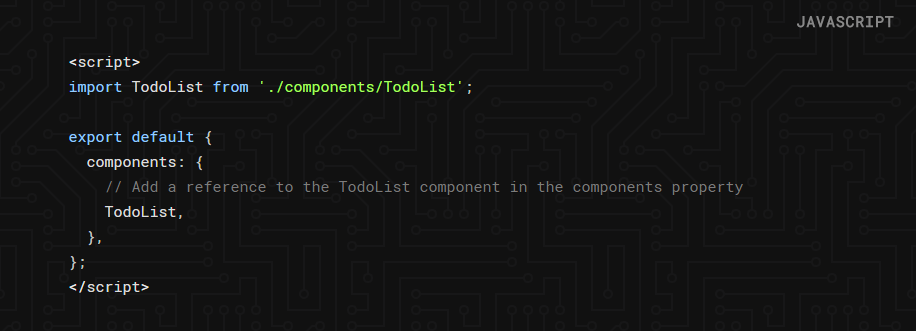 JAVASCRIPT
<script>
import TodoList from './components/TodoList';
export default {
components: {
// Add a reference to the TodoList component in the components property
TodoList,
},
};
</script>